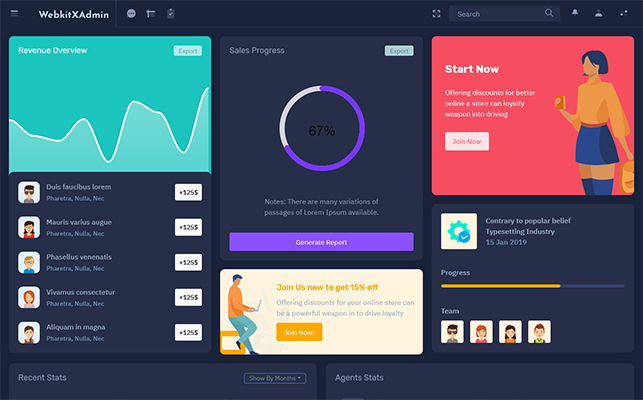 WebkitXAdmin
Search
Revenue Overview
Export
Duis faucibus lorem
Pharetra, Nulla, Nec
+125$
Mauris varius augue
Pharetra, Nulla, Nec
+125$
Phasellus venenatis
Pharetra, Nulla, Nec
+125$
Vivamus consectetur
Pharetra, Nulla, Nec
+125$
Aliquam in magna
Pharetra, Nulla, Nec
+125$
Sales Progress
Export
67%
Notes: There are many variations of
passages of Lorem Ipsum available.
Generate Report
Join Us now to get 15% off
Offering discounts for your online store can
be a powerful weapon in to drive loyalty
Join Now!
Start Now
Offering discounts for better
online a store can loyalty
weapon into driving
Join Now
Contrary to popular belief
Typesetting Industry
15 Jan 2019
Progress
Team
Recent Stats
Show By Months
Agents Stats